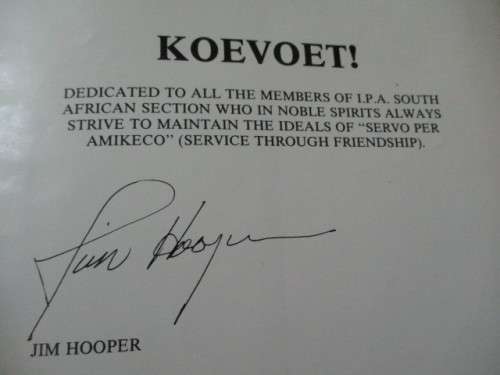 KOEVOET!
DEDICATED TO ALL THE MEMBERS OF I.P.A. SOUTH
AFRICAN SECTION WHO IN NOBLE SPIRITS ALWAYS
STRIVE TO MAINTAIN THE IDEALS OF "SERVO PER
AMIKECO" (SERVICE THROUGH FRIENDSHIP).
Jim Hooper
JIM HOOPER